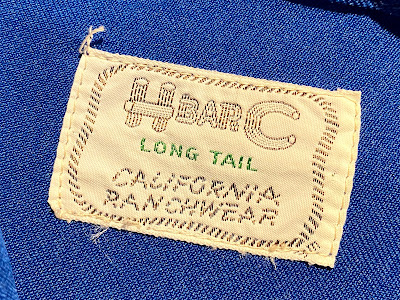 H BAR C
LONG TAIL
CALIFORNIA
RANCHWEAR